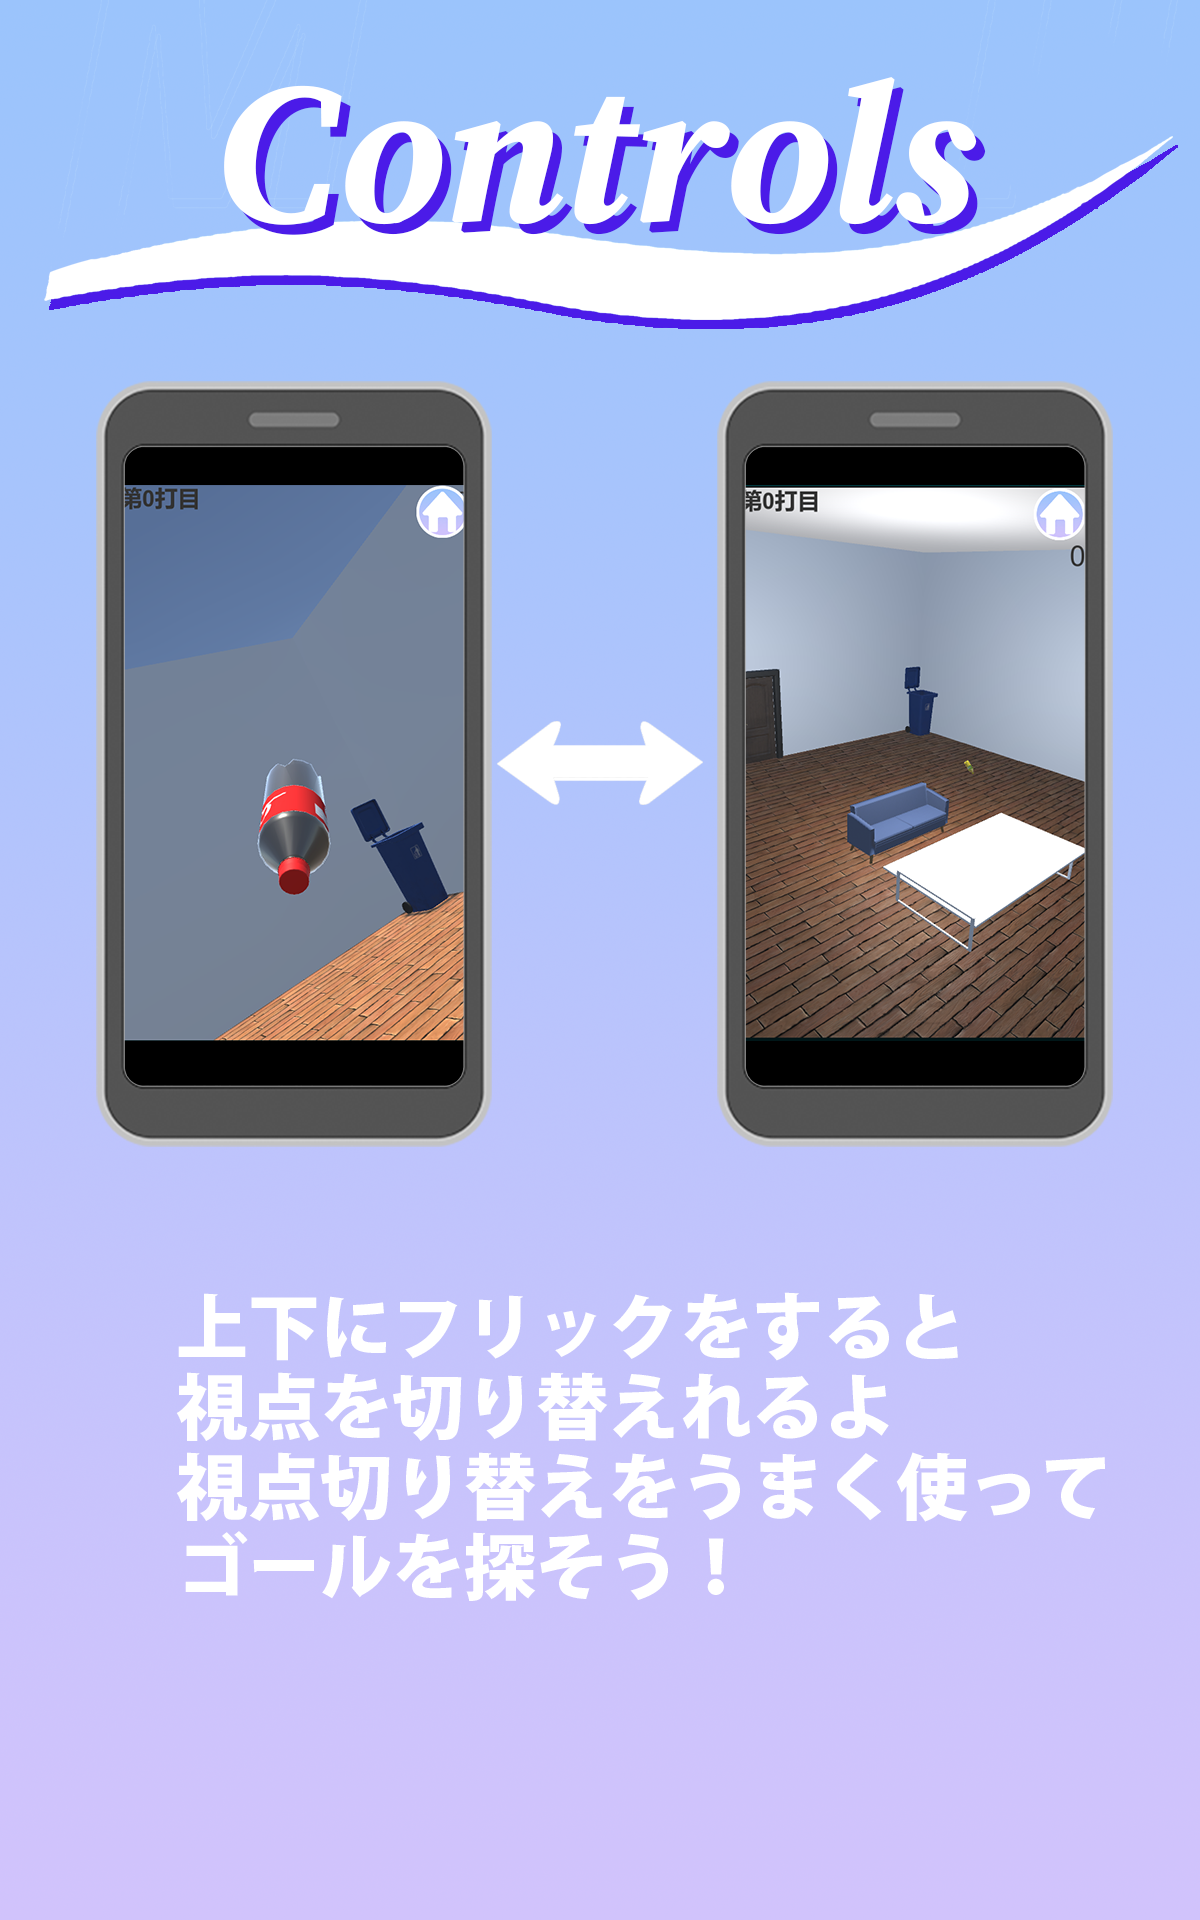 Controls
第0打目
第0打目
0
上下にフリックをすると
視点を切り替えれるよ
視点切り替えをうまく使って
ゴールを探そう！